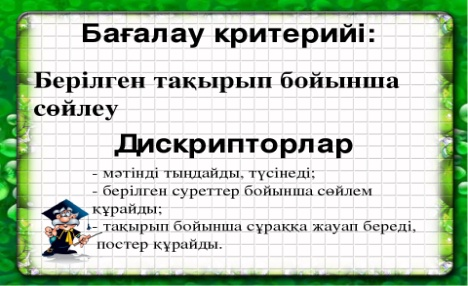 Бағалау критерийі:
Берілген тақырып бойынша
сөйлеу
Дискрипторлар
- мәтінді тыңдайды, түсінеді;
- берілген суреттер бойынша сөйлем
құрайды;
- тақырып бойынша сұраққа жауап береді,
постер құрайды.